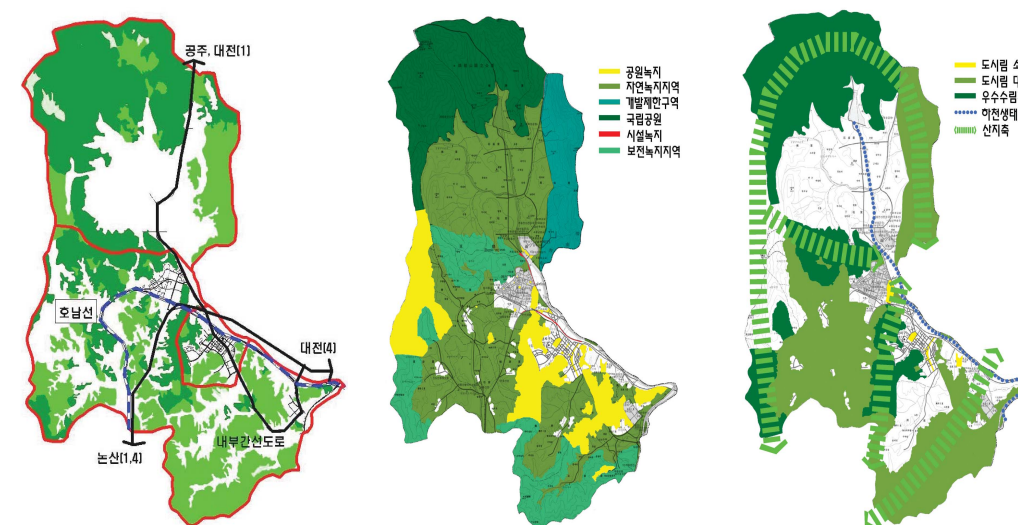 공주, 대전[1]
호남선
대전[4]
내부간선도로
논산[1,4]
공원녹지
자연녹지지역
개발제한구역
국립공원
시설녹지
보전녹지지역
도시림 소
도시림 대
우수수림
하천생태
산지축